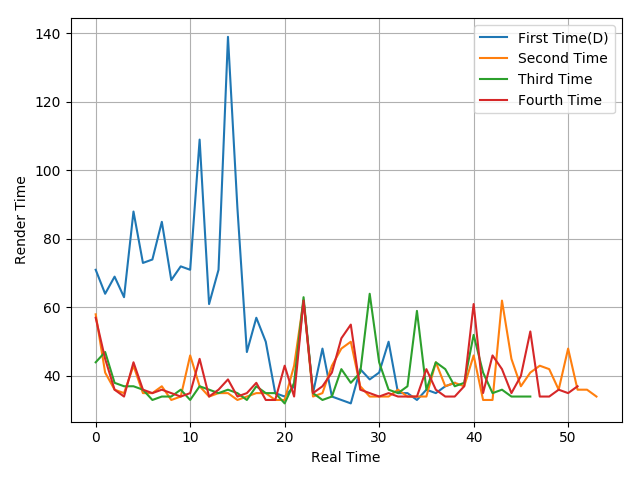 140
120
100
80
60
40
Render Time
0
10
20
30
40
50
Real Time
First Time(D)
Second Time
Third Time
Fourth Time